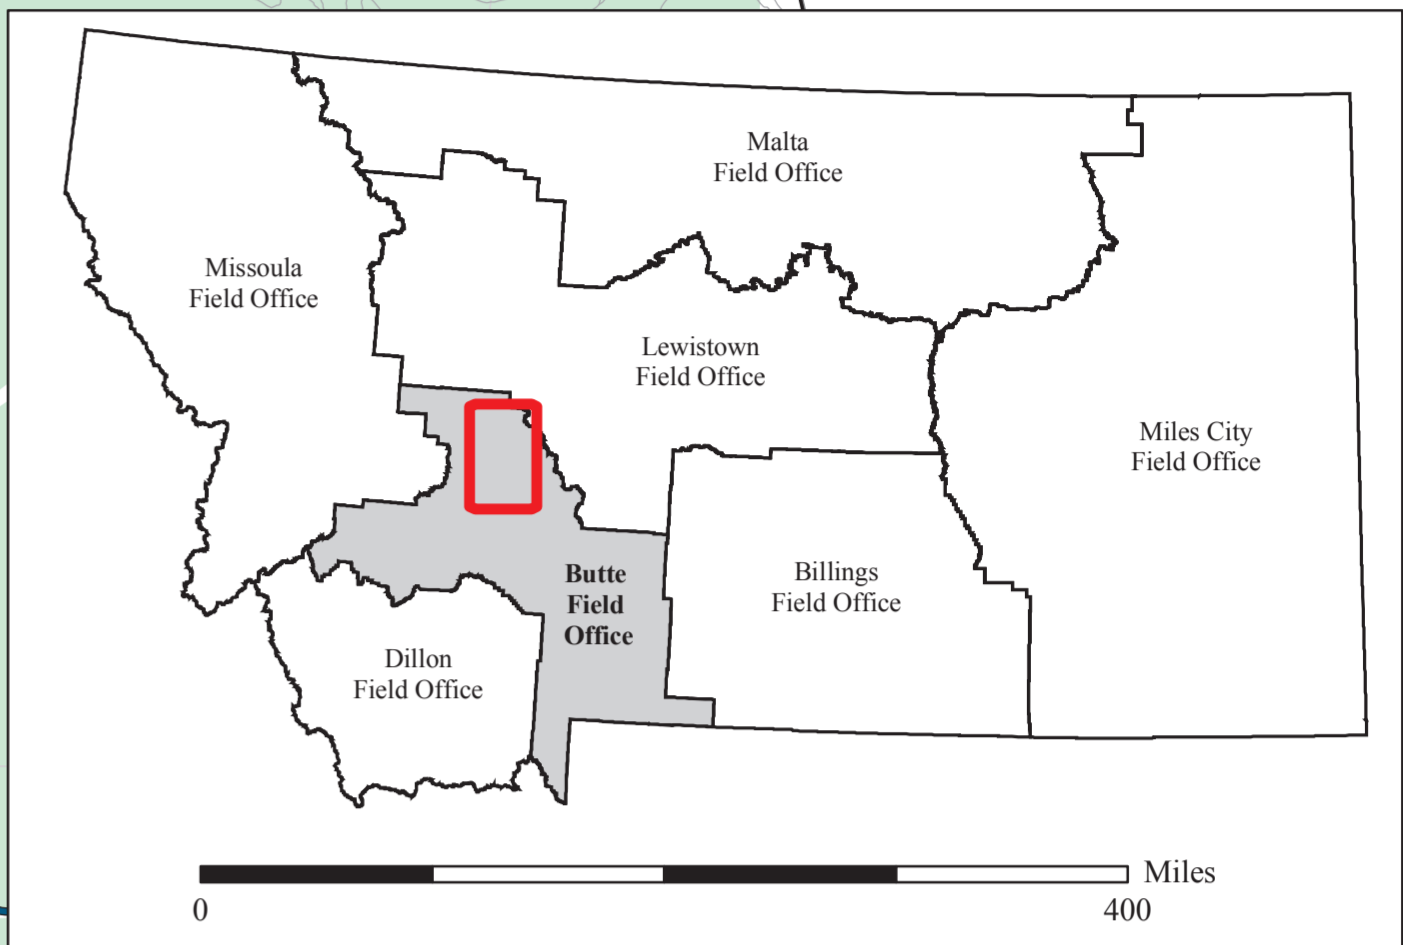 Malta
Field Office
Missoula
Field Office
Lewistown
Field Office
Miles City
Field Office
Billings
Field Office
Butte
Field
Office
Dillon
Field Office
Miles
0
400